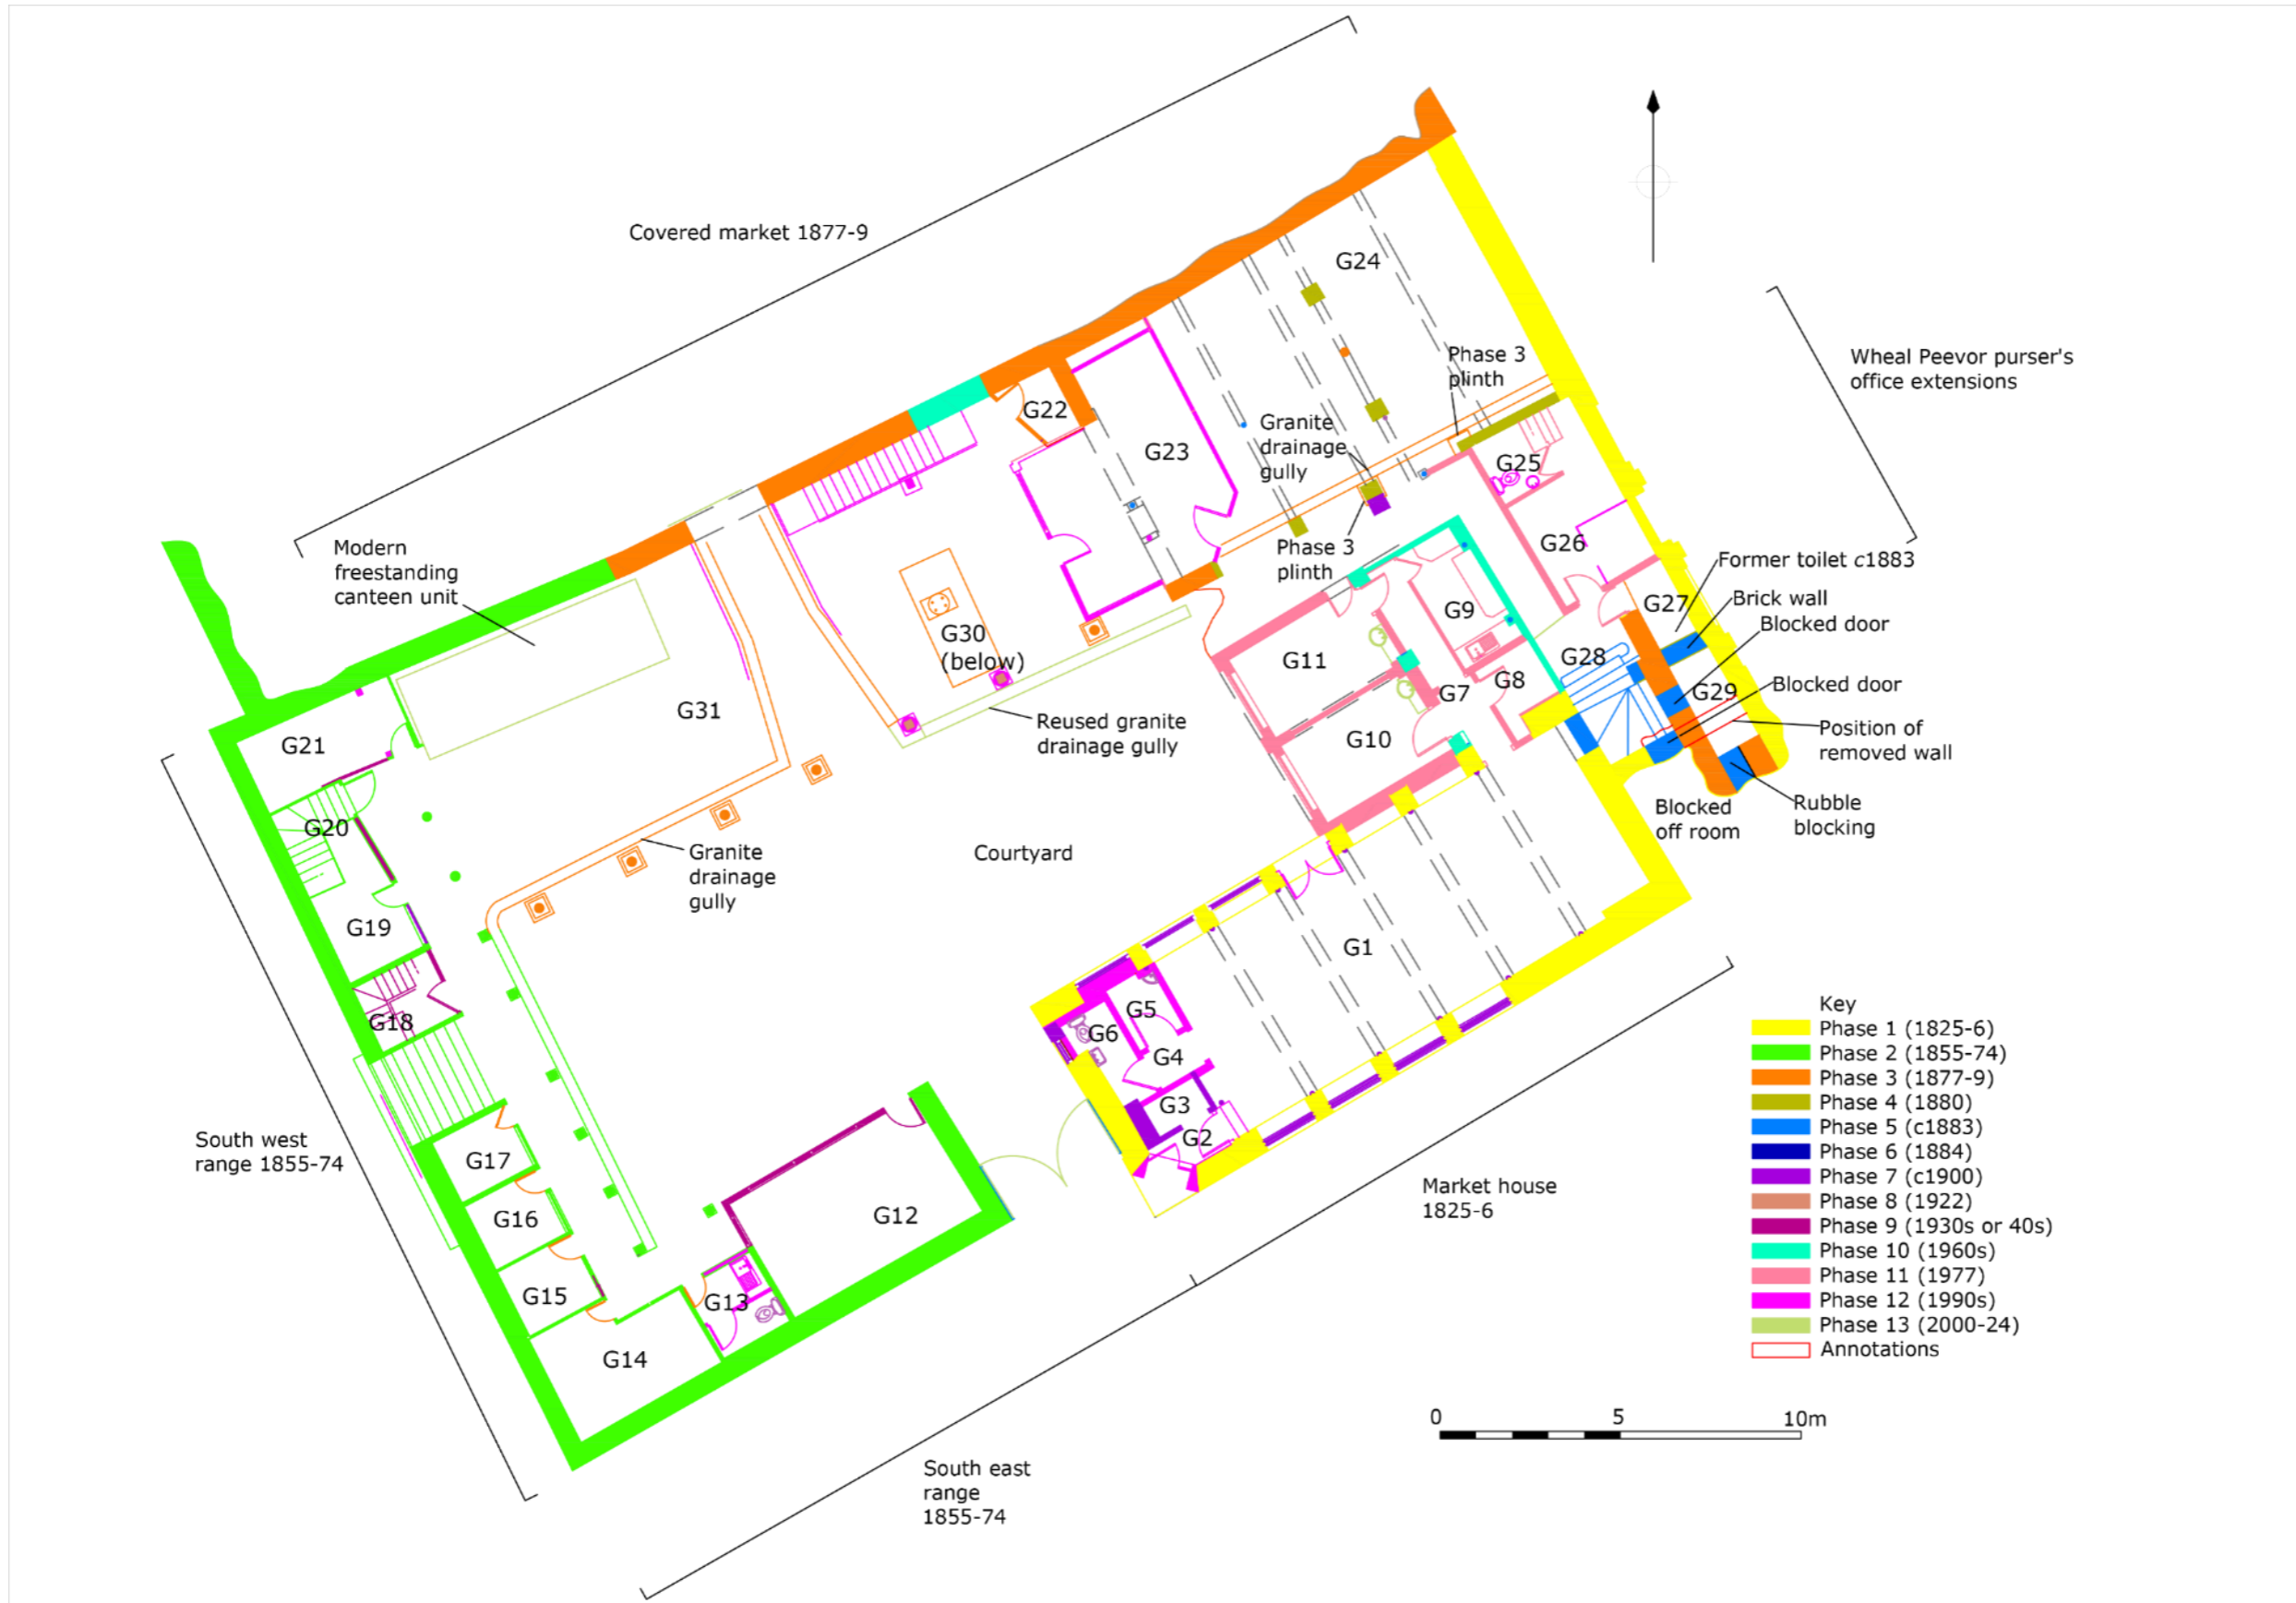 Covered market 1877-9
G24
Wheal Peevor purser's
office extensions
Phase 3
plinth
G22
Granite
drainage
gully
G23
G25
Modern
freestanding
canteen unit
Phase 3
plinth
G26
Former toilet c1883
Brick wall
Blocked door
G27
G9
G30
(below)
G11
G28
G8
G7
G29
Blocked door
G31
Reused granite
drainage gully
Position of
removed wall
G21
G10
Blocked
off room
Rubble
blocking
G20
Granite
drainage
gully
Courtyard
G19
G1
G18
G5
G6
G4
G3
G2
South west
range 1855-74
G17
G16
G12
Market house
1825-6
G15
G13
G14
South east
range
1855-74
Key
Phase 1 (1825-6)
Phase 2 (1855-74)
Phase 3 (1877-9)
Phase 4 (1880)
Phase 5 (c1883)
Phase 6 (1884)
Phase 7 (c1900)
Phase 8 (1922)
Phase 9 (1930s or 40s)
Phase 10 (1960s)
Phase 11 (1977)
Phase 12 (1990s)
Phase 13 (2000-24)
Annotations
0 5 10m